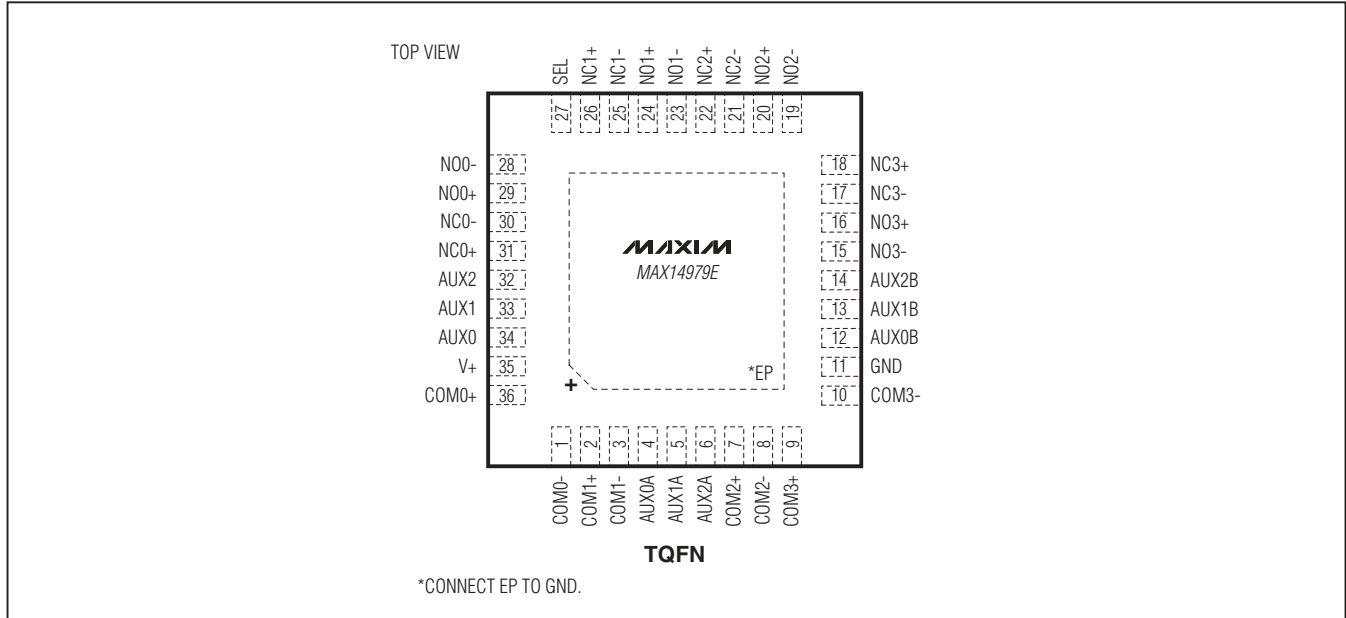 TOP VIEW
SEL
NC1+
NC1-
NO1+
NO1-
NC2+
NC2-
NO2+
NO2-
27
26
25
24
23
22
21
20
19
NO0- 28
NO0+ 29
NC0- 30
NC0+ 31
AUX2 32
AUX1 33
AUX0 34
V+ 35
COM0+ 36
MAXIM
MAX14979E
*EP
+
18 NC3+
17 NC3-
16 NO3+
15 NO3-
14 AUX2B
13 AUX1B
12 AUX0B
11 GND
10 COM3-
1
2
3
4
5
6
7
8
9
COM0-
COM1+
COM1-
AUX0A
AUX1A
AUX2A
COM2+
COM2-
COM3+
TQFN
*CONNECT EP TO GND.